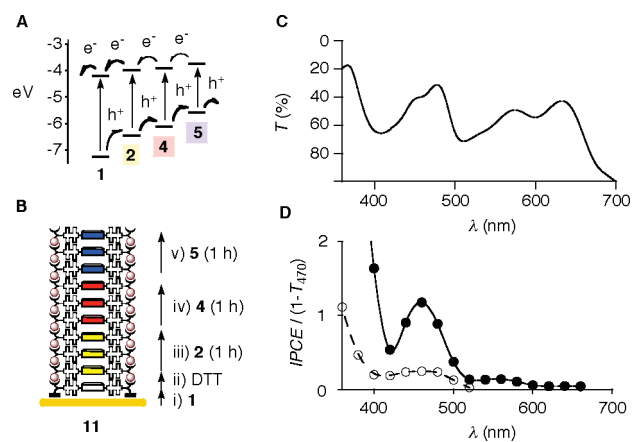 A
e⁻ e⁻ e⁻ e⁻
-3
-4
eV
-5
-6
-7
h⁺ h⁺ h⁺ h⁺
1 2 4 5
B
v) 5 (1 h)
iv) 4 (1 h)
iii) 2 (1 h)
ii) DTT
i) 1
11
C
T (%)
0
20
40
60
80
400 500 600 700
λ (nm)
D
IPCE / (1-T₄₇₀)
2
1
0
400 500 600 700
λ (nm)